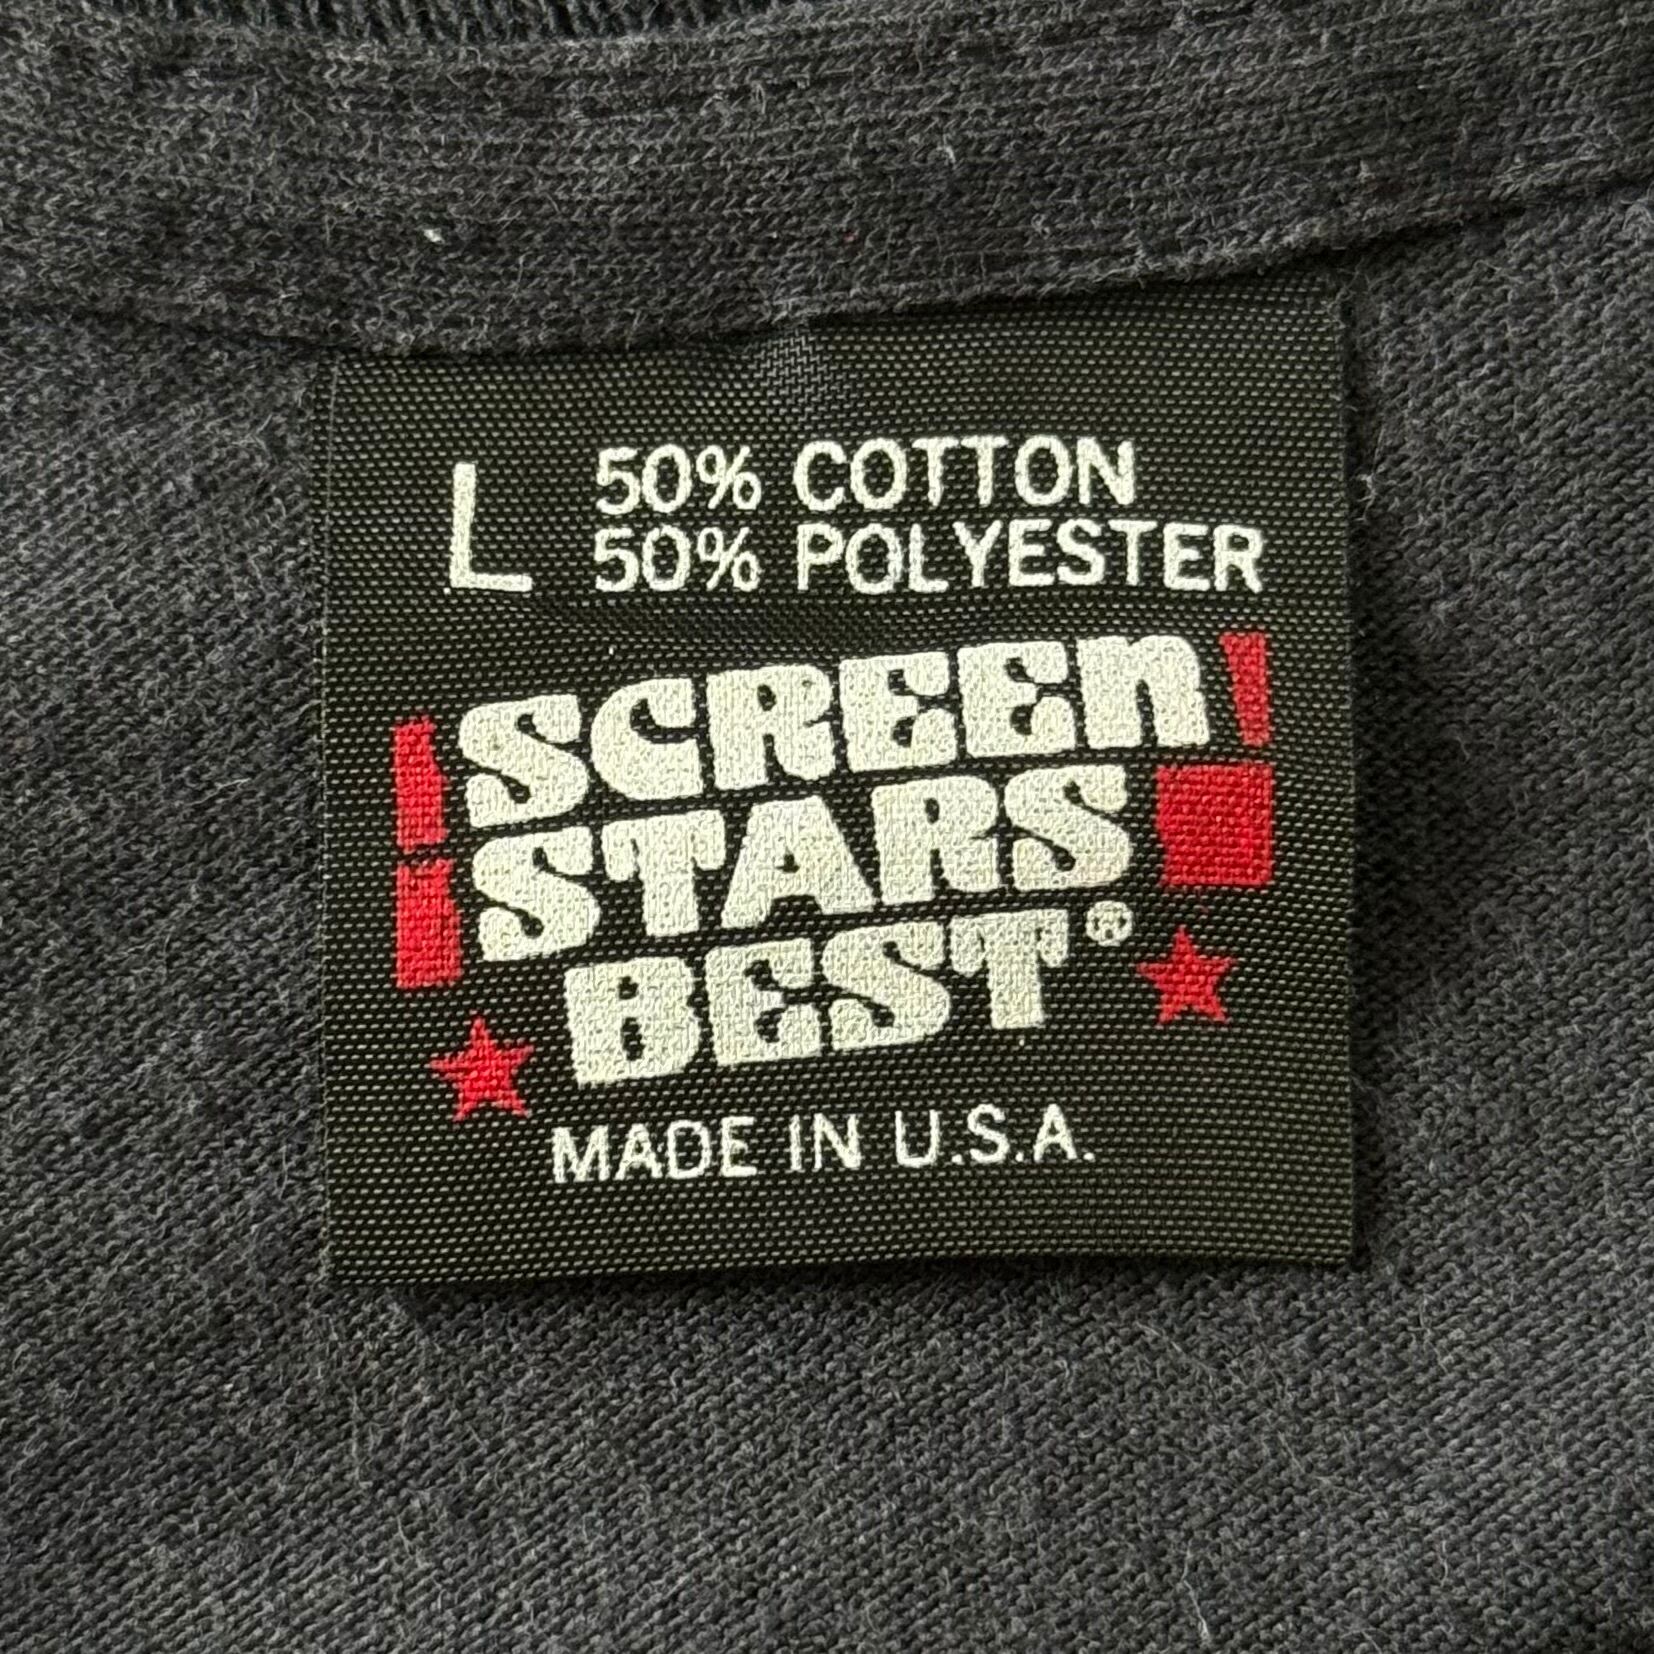 L 50% COTTON
50% POLYESTER
SCREEN
STARS
BEST®
MADE IN U.S.A.